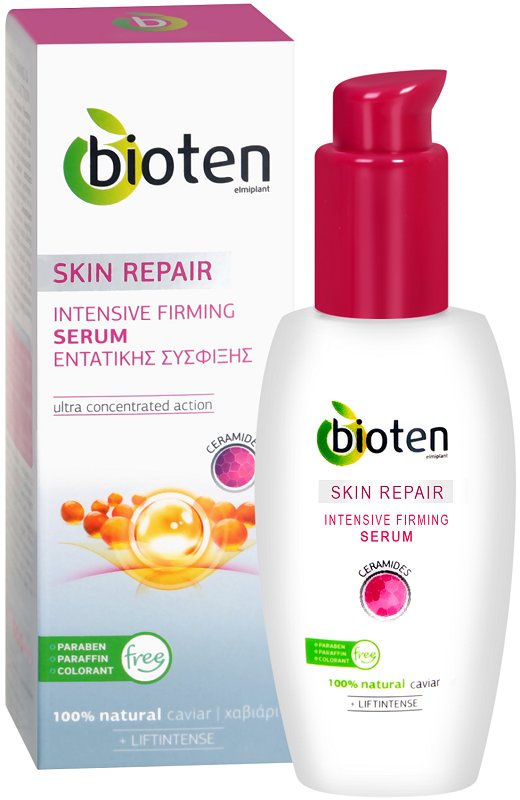 bioten
elmiplant
SKIN REPAIR
INTENSIVE FIRMING
SERUM
ΕΝΤΑΤΙΚΗΣ ΣΥΣΦΙΞΗΣ
ultra concentrated action
CERAMIDES
PARABEN
PARAFFIN
COLORANT
free
100% natural caviar | χαβιάρι
+ LIFTINTENSE
bioten
elmiplant
SKIN REPAIR
INTENSIVE FIRMING
SERUM
CERAMIDES
PARABEN
PARAFFIN
COLORANT
free
100% natural caviar
+ LIFTINTENSE